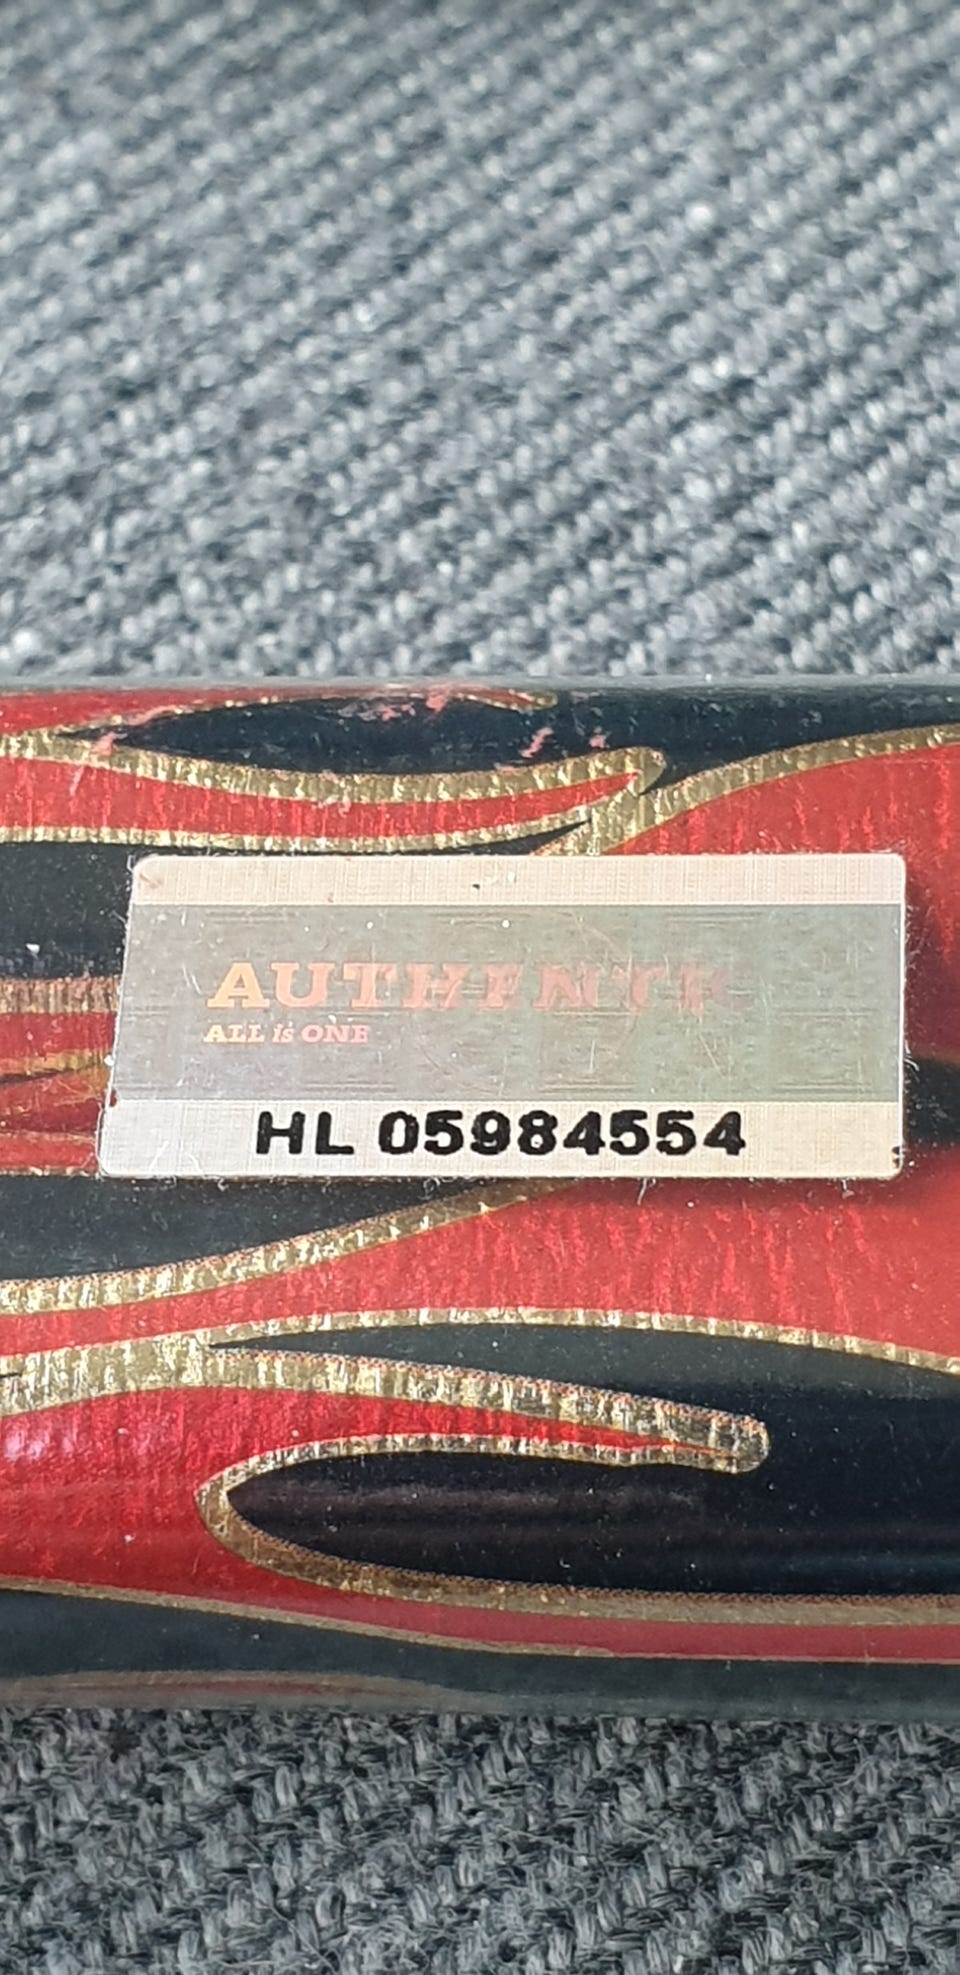 AUTHENTIC
ALL is ONE
HL 05984554